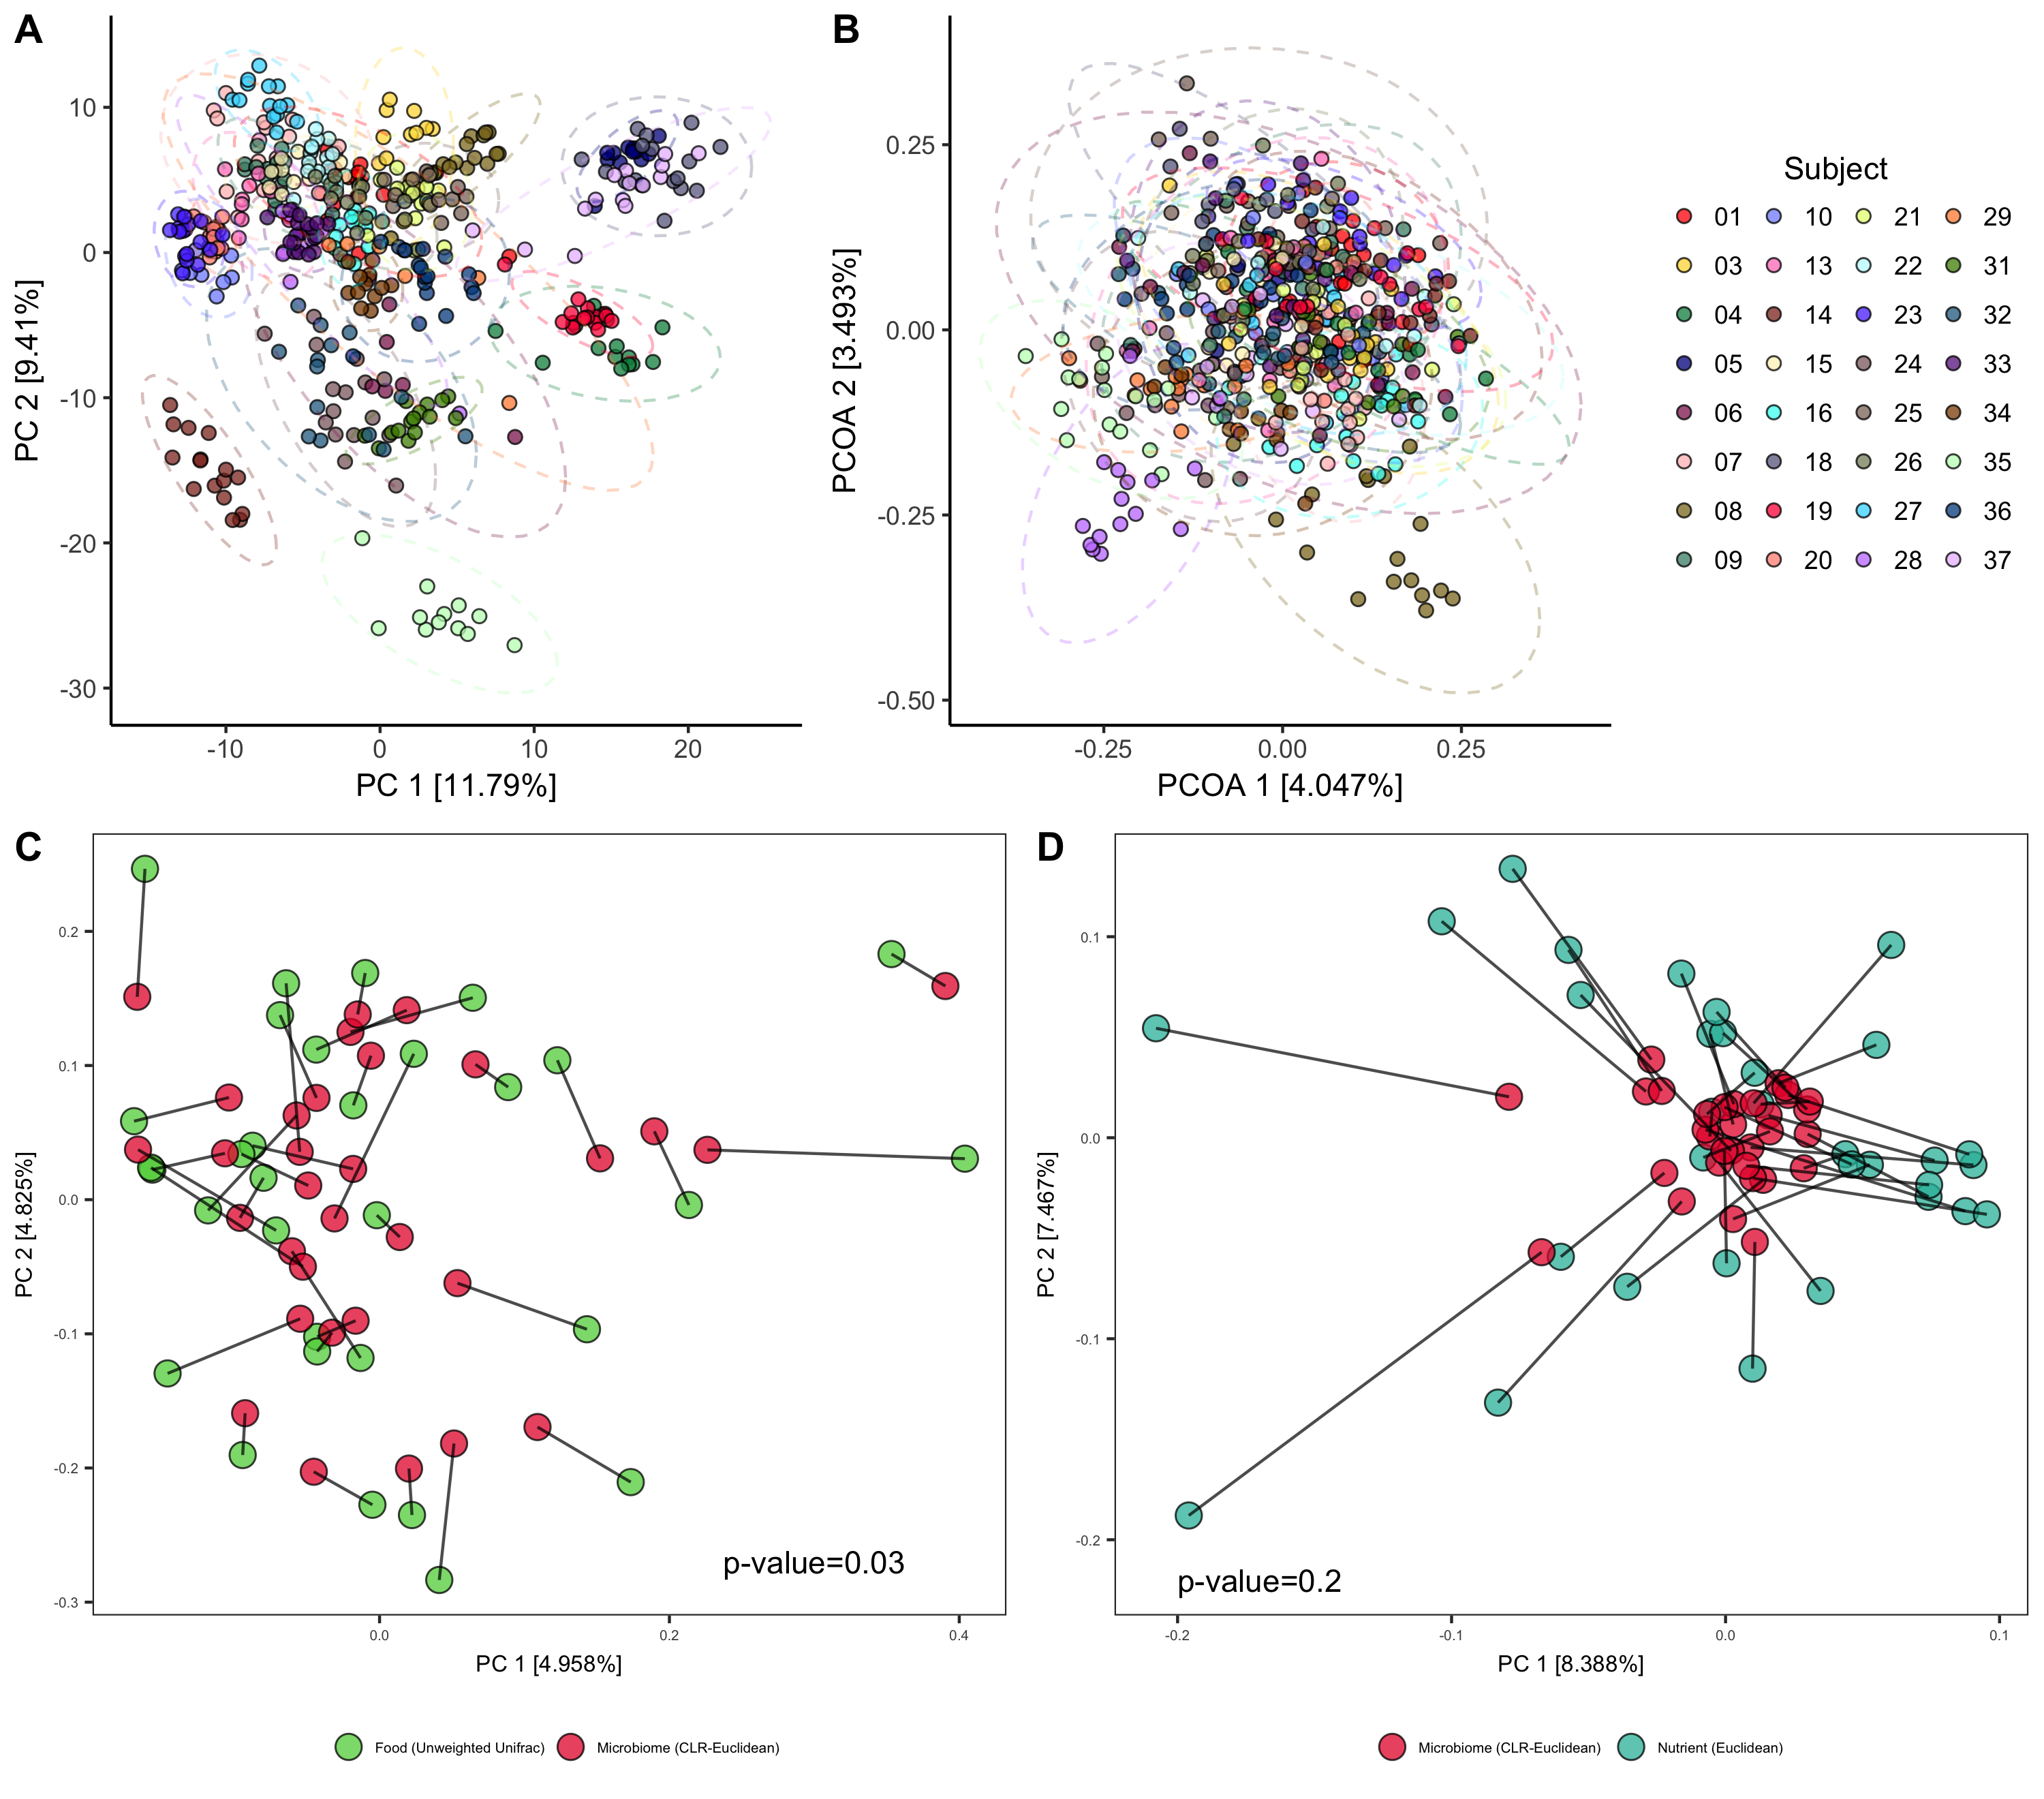 A
10
0
-10
-20
-30
PC 2 [9.41%]
-10 0 10 20
PC 1 [11.79%]
B
0.25
0.00
-0.25
-0.50
PCOA 2 [3.493%]
-0.25 0.00 0.25
PCOA 1 [4.047%]
Subject
01 10 21 29
03 13 22 31
04 14 23 32
05 15 24 33
06 16 25 34
07 18 26 35
08 19 27 36
09 20 28 37
C
0.2
0.1
0.0
-0.1
-0.2
-0.3
PC 2 [4.825%]
p-value=0.03
0.0 0.2 0.4
PC 1 [4.958%]
Food (Unweighted Unifrac) Microbiome (CLR-Euclidean)
D
0.1
0.0
-0.1
-0.2
PC 2 [7.467%]
p-value=0.2
-0.2 -0.1 0.0 0.1
PC 1 [8.388%]
Microbiome (CLR-Euclidean) Nutrient (Euclidean)